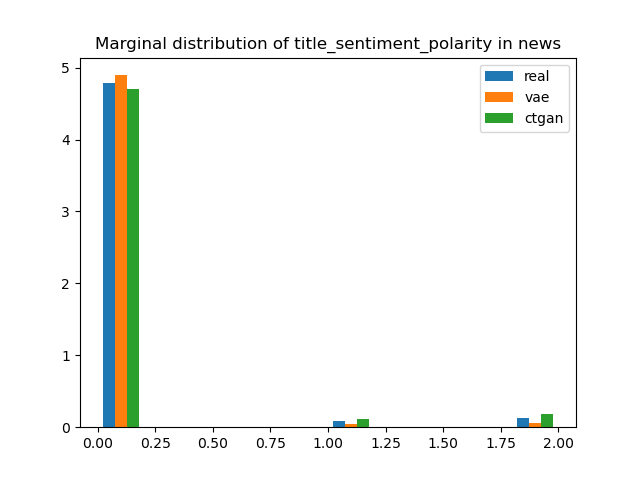 Marginal distribution of title_sentiment_polarity in news
real
vae
ctgan
5
4
3
2
1
0
0.00 0.25 0.50 0.75 1.00 1.25 1.50 1.75 2.00